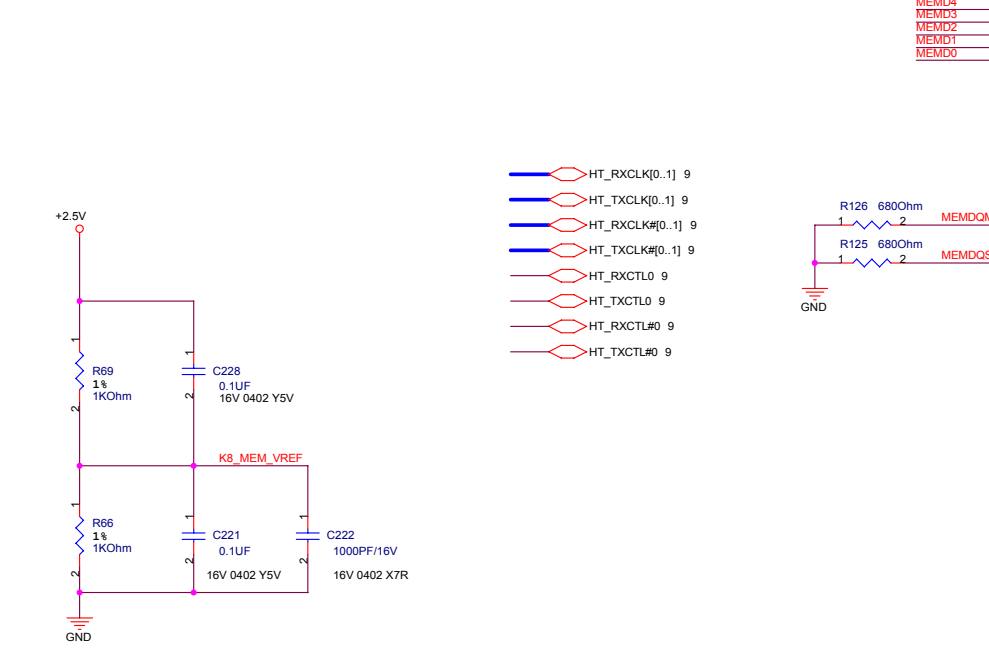 MEMD4
MEMD3
MEMD2
MEMD1
MEMD0
HT_RXCLK[0..1] 9
HT_TXCLK[0..1] 9
HT_RXCLK#[0..1] 9
HT_TXCLK#[0..1] 9
HT_RXCTL0 9
HT_TXCTL0 9
HT_RXCTL#0 9
HT_TXCTL#0 9
R126 680Ohm
1 2 MEMDQM
R125 680Ohm
1 2 MEMDQS
GND
+2.5V
1
R69
1%
1KOhm
2
1
C228
0.1UF
16V 0402 Y5V
2
K8_MEM_VREF
1
R66
1%
1KOhm
2
1
C221
0.1UF
2
16V 0402 Y5V
1
C222
1000PF/16V
2
16V 0402 X7R
GND